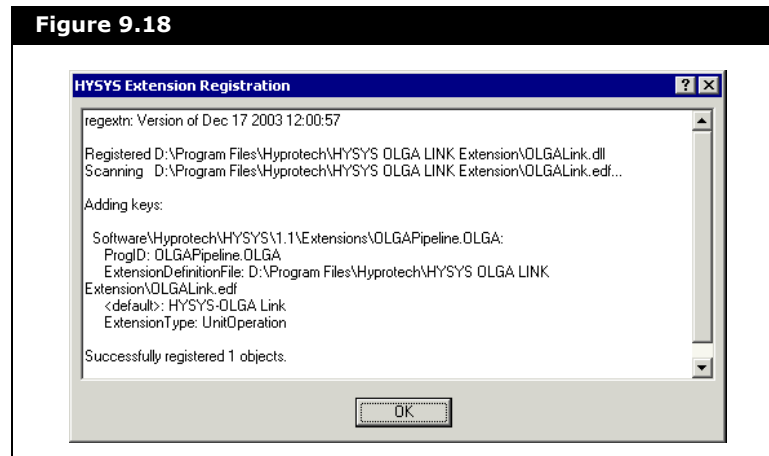 Figure 9.18
HYSYS Extension Registration
regextn: Version of Dec 17 2003 12:00:57
Registered D:\Program Files\Hyprotech\HYSYS OLGA LINK Extension\OLGALink.dll
Scanning D:\Program Files\Hyprotech\HYSYS OLGA LINK Extension\OLGALink.edf...
Adding keys:
Software\Hyprotech\HYSYS\1.1\Extensions\OLGAPipeline.OLGA:
ProgID: OLGAPipeline.OLGA
ExtensionDefinitionFile: D:\Program Files\Hyprotech\HYSYS OLGA LINK
Extension\OLGALink.edf
<default>: HYSYS-OLGA Link
ExtensionType: UnitOperation
Successfully registered 1 objects.
OK